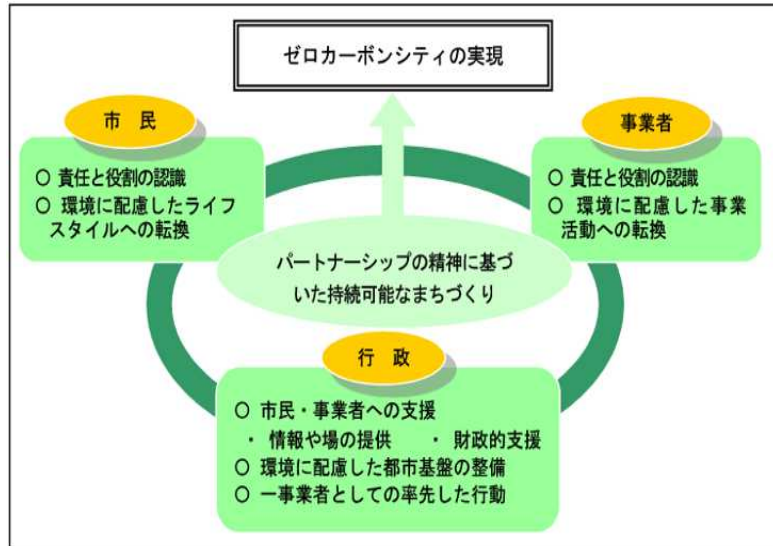 ゼロカーボンシティの実現
市 民
○ 責任と役割の認識
○ 環境に配慮したライフ
スタイルへの転換
事業者
○ 責任と役割の認識
○ 環境に配慮した事業
活動への転換
パートナーシップの精神に基づ
いた持続可能なまちづくり
行 政
○ 市民・事業者への支援
・ 情報や場の提供 ・ 財政的支援
○ 環境に配慮した都市基盤の整備
○ 一事業者としての率先した行動